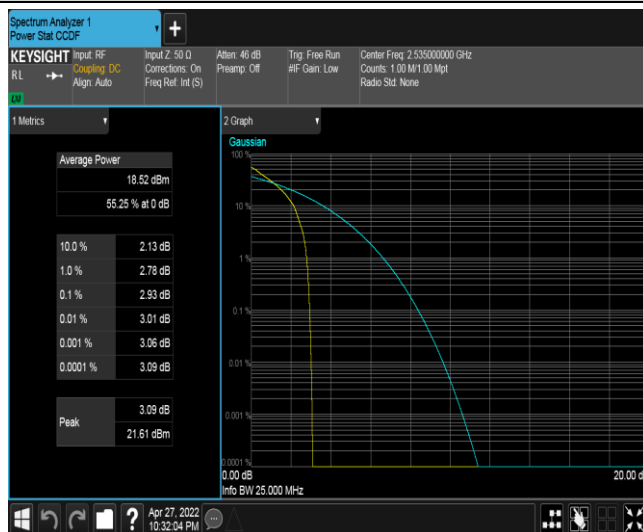 Spectrum Analyzer 1
Power Stat CCDF
+
KEYSIGHT
RL
LXI
Input: RF
Coupling: DC
Align: Auto
Input Z: 50 Ω
Corrections: On
Freq Ref: Int (S)
Atten: 46 dB
Preamp: Off
Trig: Free Run
#IF Gain: Low
Center Freq: 2.535000000 GHz
Counts: 1.00 M/1.00 Mpt
Radio Std: None
1 Metrics
Average Power
18.52 dBm
55.25 % at 0 dB
10.0 % 2.13 dB
1.0 % 2.78 dB
0.1 % 2.93 dB
0.01 % 3.01 dB
0.001 % 3.06 dB
0.0001 % 3.09 dB
Peak
3.09 dB
21.61 dBm
2 Graph
Gaussian
100 %
10 %
1 %
0.1 %
0.01 %
0.001 %
0.0001 %
0.00 dB
20.00 d
Info BW 25.000 MHz
?
Apr 27, 2022
10:32:04 PM